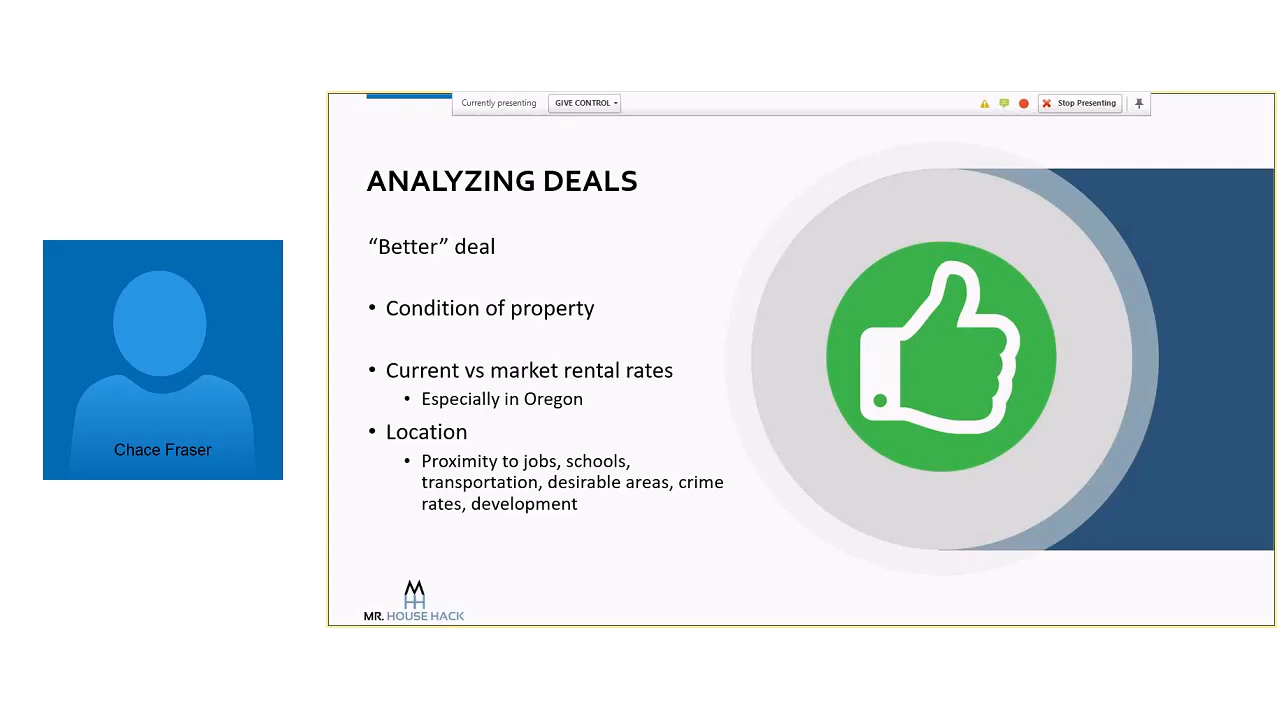 Currently presenting GIVE CONTROL Stop Presenting
ANALYZING DEALS
“Better” deal
• Condition of property
• Current vs market rental rates
• Especially in Oregon
• Location
• Proximity to jobs, schools,
transportation, desirable areas, crime
rates, development
Chace Fraser
MR. HOUSE HACK